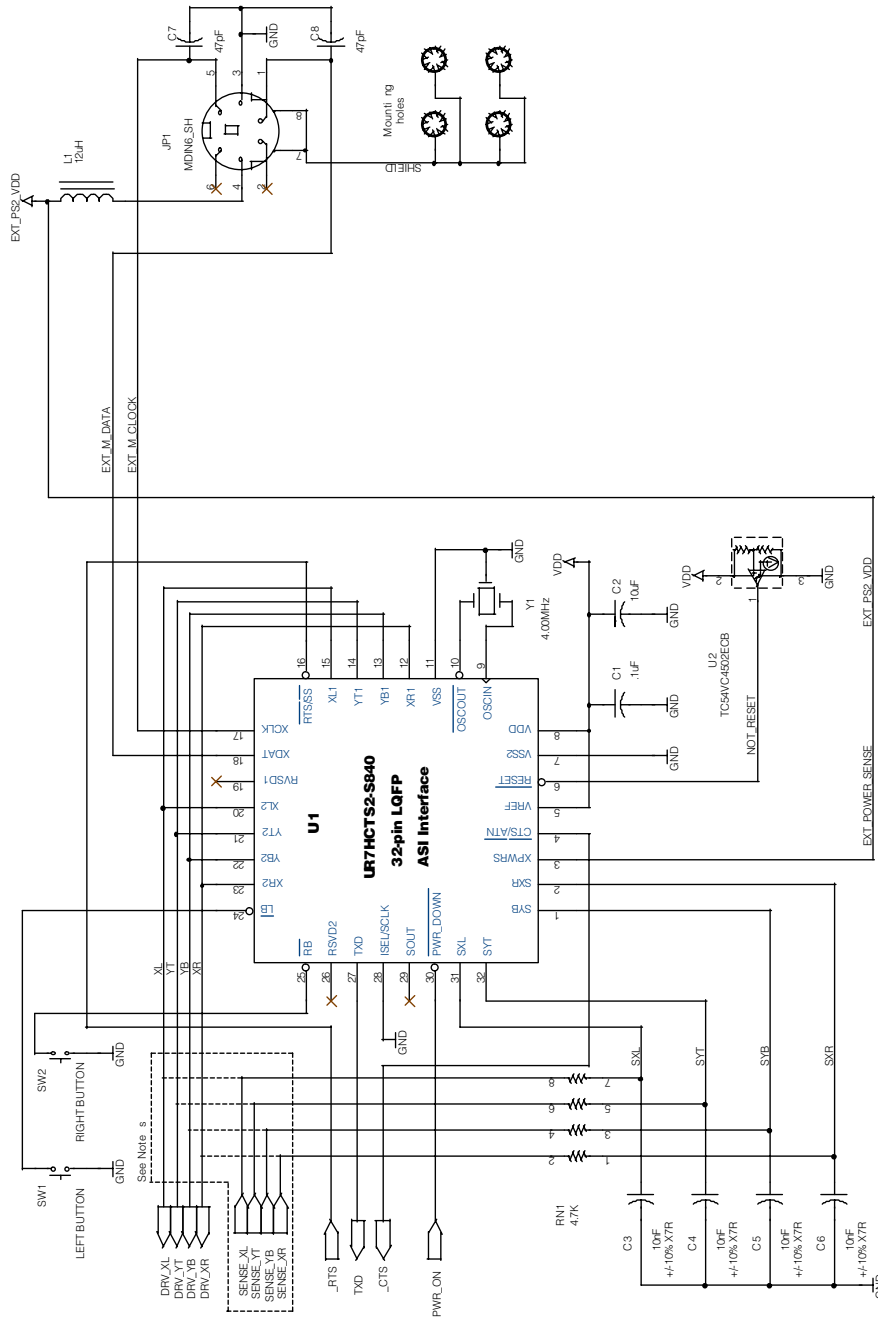 EXT_PS2_VDD
L1
12uH
C7
47pF
GND
C8
47pF
JP1
MDIN6_SH
5
3
1
6
4
2
8
7
Mounti ng
holes
SHIELD
EXT_M_DATA
EXT_M_CLOCK
U1
UR7HCTS2-S840
32-pin LQFP
ASI Interface
RTS/SS
16
XL1
15
YT1
14
YB1
13
XR1
12
VSS
11
OSCOUT
10
OSCIN
9
XCLK
17
XDAT
18
RVSD1
19
XL2
20
YT2
21
YB2
22
XR2
23
LB
24
VDD
8
VSS2
7
RESET
6
VREF
5
CTS/ATN
4
XPWRS
3
SXR
2
SYB
1
RB
25
RSVD2
26
TXD
27
ISEL/SCLK
28
SOUT
29
PWR_DOWN
30
SXL
31
SYT
32
GND
Y1
4.00MHz
VDD
C2
10uF
GND
C1
.1uF
GND
GND
VDD
2
1
3
GND
U2
TC54VC4502ECB
NOT_RESET
EXT_PS2_VDD
EXT POWER_SENSE
XL
YT
YB
XR
GND
SW2
RIGHT BUTTON
GND
SW1
LEFT BUTTON
GND
See Note s
DRV_XL
DRV_YT
DRV_YB
DRV_XR
SENSE_XL
SENSE_YT
SENSE_YB
SENSE_XR
_RTS
TXD
_CTS
PWR_ON
SXL
SYT
SYB
SXR
8
7
6
5
4
3
2
1
RN1
4.7K
C3
10nF
+/-10% X7R
C4
10nF
+/-10% X7R
C5
10nF
+/-10% X7R
C6
10nF
+/-10% X7R
GND